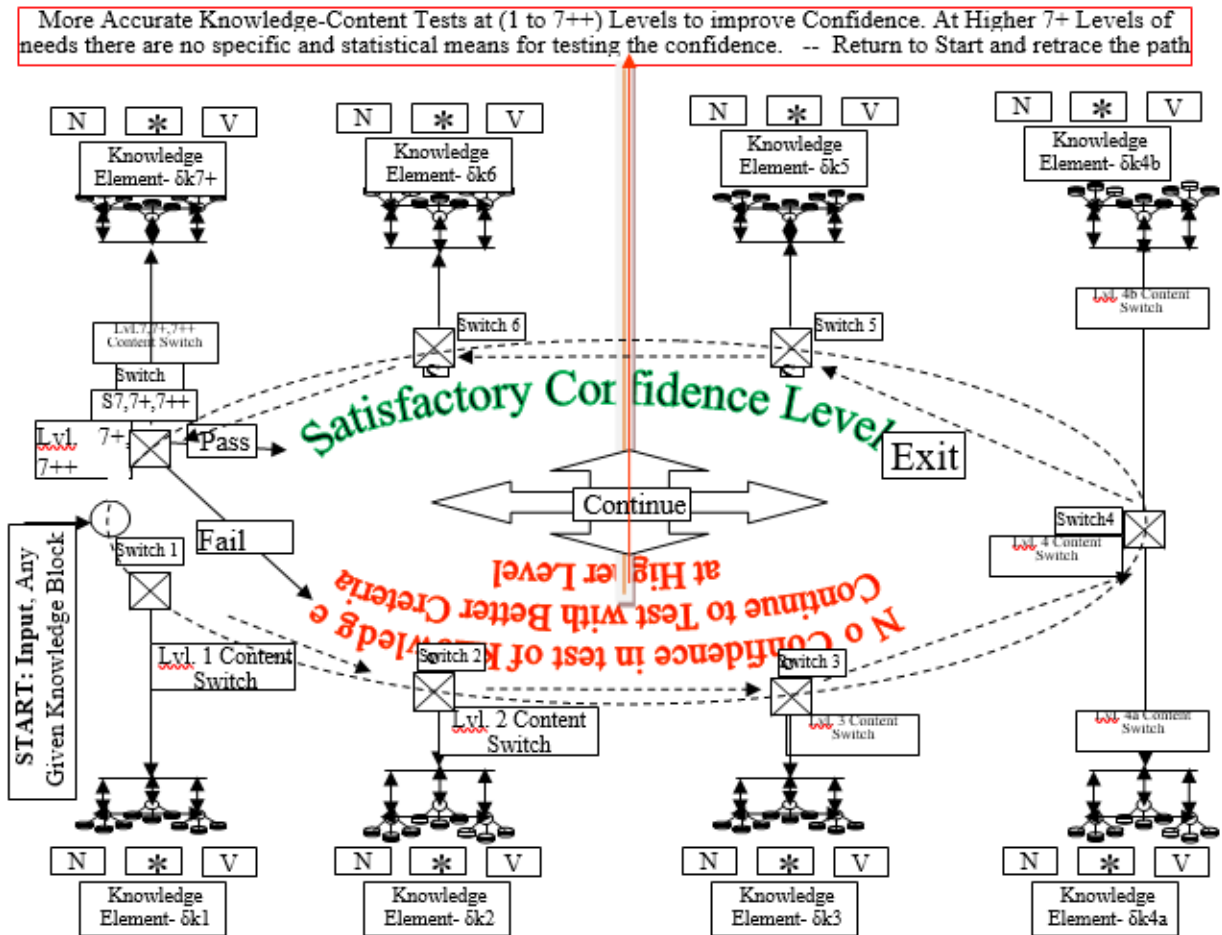 More Accurate Knowledge-Content Tests at (1 to 7++) Levels to improve Confidence. At Higher 7+ Levels of
needs there are no specific and statistical means for testing the confidence. -- Return to Start and retrace the path
N * V
N * V
N * V
N * V
Knowledge
Element- δk7+
Knowledge
Element- δk6
Knowledge
Element- δk5
Knowledge
Element- δk4b
Lvl. 4b Content
Switch
Lvl.7,7+,7++
Content Switch
Switch 6
Switch 5
Switch
S7,7+,7++
Lvl. 7+,
7++
Pass
Satisfactory Confidence Level
Exit
Continue
START: Input, Any
Given Knowledge Block
Switch 1
Fail
Switch4
Lvl. 4 Content
Switch
No Confidence in test of Knowledge
Continue to Test with Better Creteria
at Higher Level
Lvl. 1 Content
Switch
Switch 2
Switch 3
Lvl. 2 Content
Switch
Lvl. 3 Content
Switch
Lvl. 4a Content
Switch
N * V
N * V
N * V
N * V
Knowledge
Element- δk1
Knowledge
Element- δk2
Knowledge
Element- δk3
Knowledge
Element- δk4a